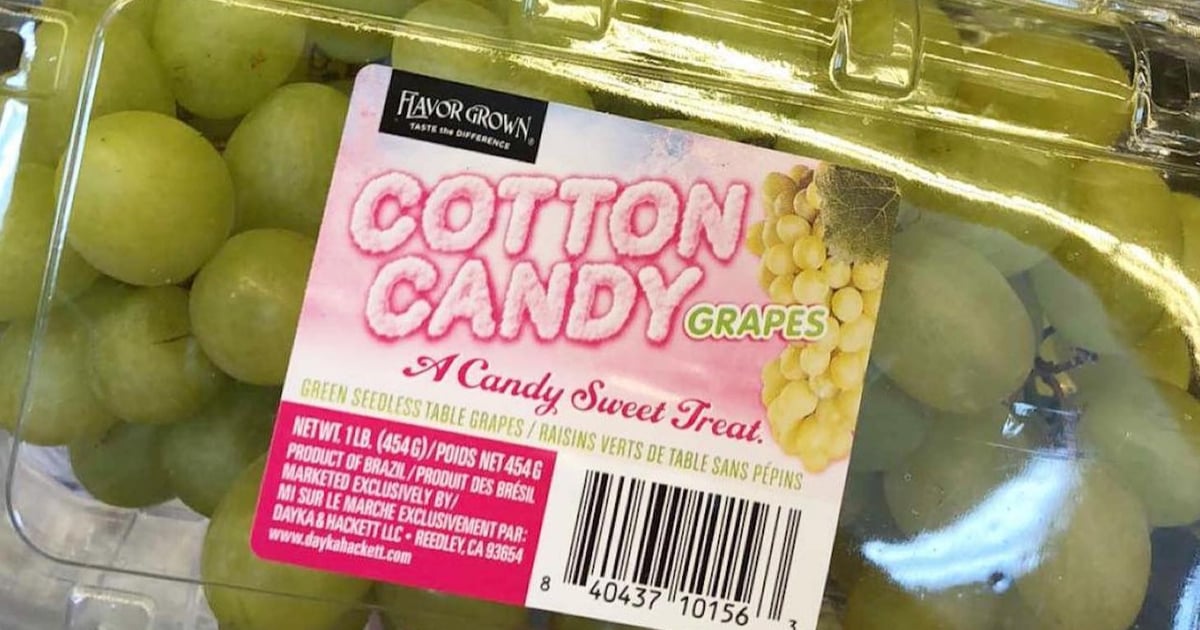 FLAVOR GROWN®
TASTE the DIFFERENCE
COTTON
CANDY
GRAPES
A Candy Sweet Treat.
GREEN SEEDLESS TABLE GRAPES / RAISINS VERTS DE TABLE SANS PÉPINS
NET WT. 1 LB. (454 G) / POIDS NET 454 G
PRODUCT OF BRAZIL / PRODUIT DES BRÉSIL
MARKETED EXCLUSIVELY BY/
MI SUR LE MARCHE EXCLUSIVEMENT PAR:
DAYKA & HACKETT LLC • REEDLEY, CA 93654
www.daykahackett.com
8 40437 10156 3